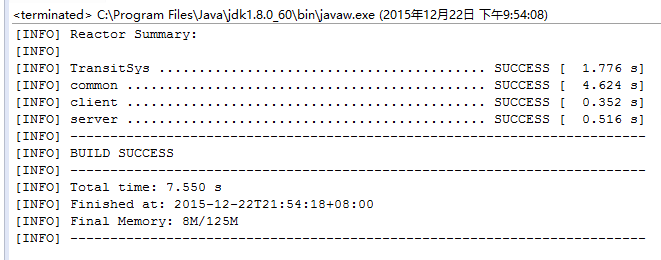 <terminated> C:\Program Files\Java\jdk1.8.0_60\bin\javaw.exe (2015年12月22日 下午9:54:08)
[INFO] Reactor Summary:
[INFO]
[INFO] TransitSys ........................................ SUCCESS [  1.776 s]
[INFO] common ............................................ SUCCESS [  4.624 s]
[INFO] client ............................................ SUCCESS [  0.352 s]
[INFO] server ............................................ SUCCESS [  0.516 s]
[INFO] ------------------------------------------------------------------------
[INFO] BUILD SUCCESS
[INFO] ------------------------------------------------------------------------
[INFO] Total time: 7.550 s
[INFO] Finished at: 2015-12-22T21:54:18+08:00
[INFO] Final Memory: 8M/125M
[INFO] ------------------------------------------------------------------------